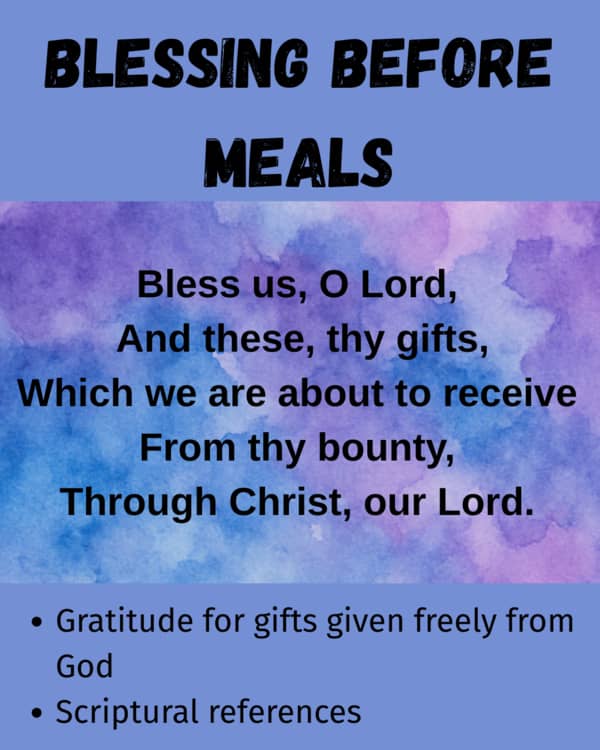 BLESSING BEFORE
MEALS
Bless us, O Lord,
And these, thy gifts,
Which we are about to receive
From thy bounty,
Through Christ, our Lord.
• Gratitude for gifts given freely from
God
• Scriptural references